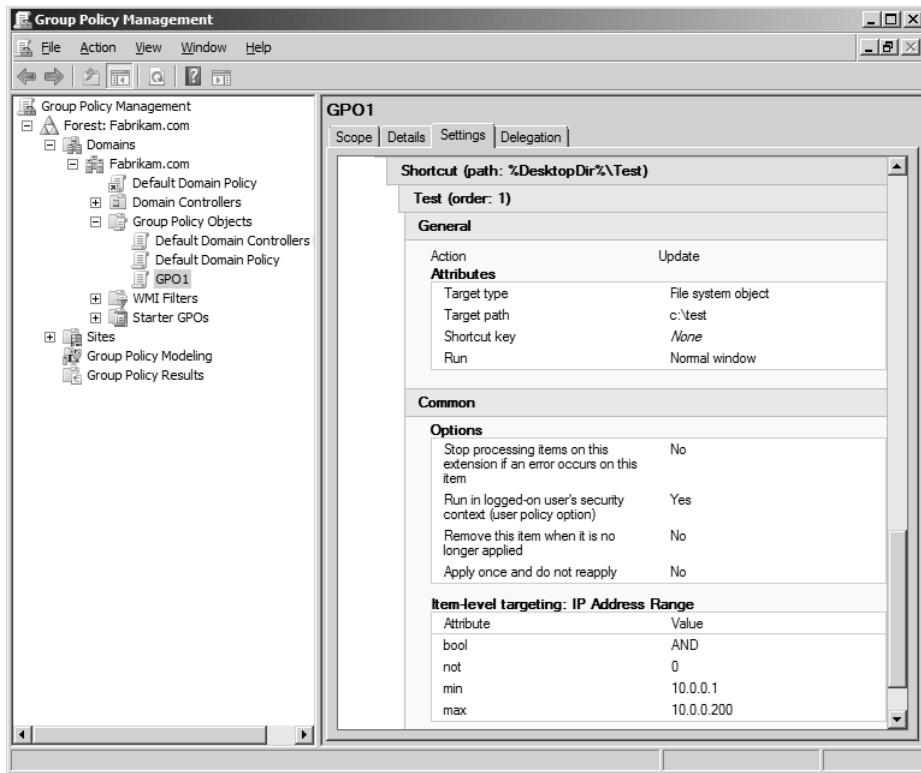 Group Policy Management
File Action View Window Help
Group Policy Management
Forest: Fabrikam.com
Domains
Fabrikam.com
Default Domain Policy
Domain Controllers
Group Policy Objects
Default Domain Controllers
Default Domain Policy
GPO1
WMI Filters
Starter GPOs
Sites
Group Policy Modeling
Group Policy Results
GPO1
Scope Details Settings Delegation
Shortcut (path: %DesktopDir%\Test)
Test (order: 1)
General
Action Update
Attributes
Target type File system object
Target path c:\test
Shortcut key None
Run Normal window
Common
Options
Stop processing items on this No
extension if an error occurs on this
item
Run in logged-on user's security Yes
context (user policy option)
Remove this item when it is no No
longer applied
Apply once and do not reapply No
Item-level targeting: IP Address Range
Attribute Value
bool AND
not 0
min 10.0.0.1
max 10.0.0.200